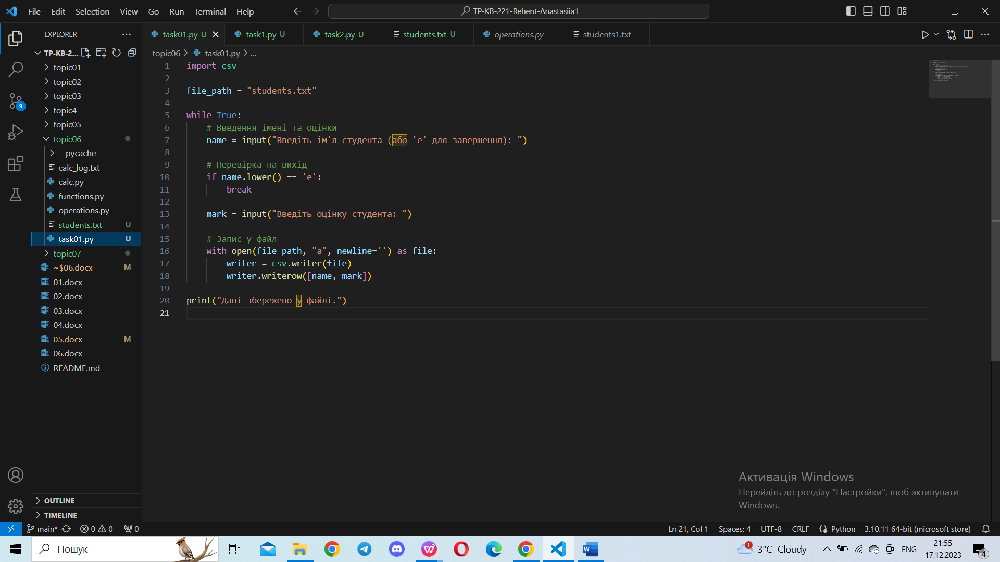 File Edit Selection View Go Run Terminal Help
TP-KB-221-Rehent-Anastasiia1
EXPLORER
TP-KB-2...
topic01
topic02
topic03
topic4
topic05
topic06
__pycache__
calc_log.txt
calc.py
functions.py
operations.py
students.txt U
task01.py U
topic07
~$06.docx M
01.docx
02.docx
03.docx
04.docx
05.docx M
06.docx
README.md
OUTLINE
TIMELINE
9
task01.py U task1.py U task2.py U students.txt U operations.py students1.txt
topic06 > task01.py > ...
1 import csv
2
3 file_path = "students.txt"
4
5 while True:
6 # Введення імені та оцінки
7 name = input("Введіть ім'я студента (або 'е' для завершення): ")
8
9 # Перевірка на вихід
10 if name.lower() == 'e':
11 break
12
13 mark = input("Введіть оцінку студента: ")
14
15 # Запис у файл
16 with open(file_path, "a", newline='') as file:
17 writer = csv.writer(file)
18 writer.writerow([name, mark])
19
20 print("Дані збережено у файлі.")
21
Активація Windows
Перейдіть до розділу "Настройки", щоб активувати
Windows.
main* 0 0 0 Ln 21, Col 1 Spaces: 4 UTF-8 CRLF Python 3.10.11 64-bit (microsoft store)
Пошук 1 3°C Cloudy ENG 21:55
17.12.2023 4